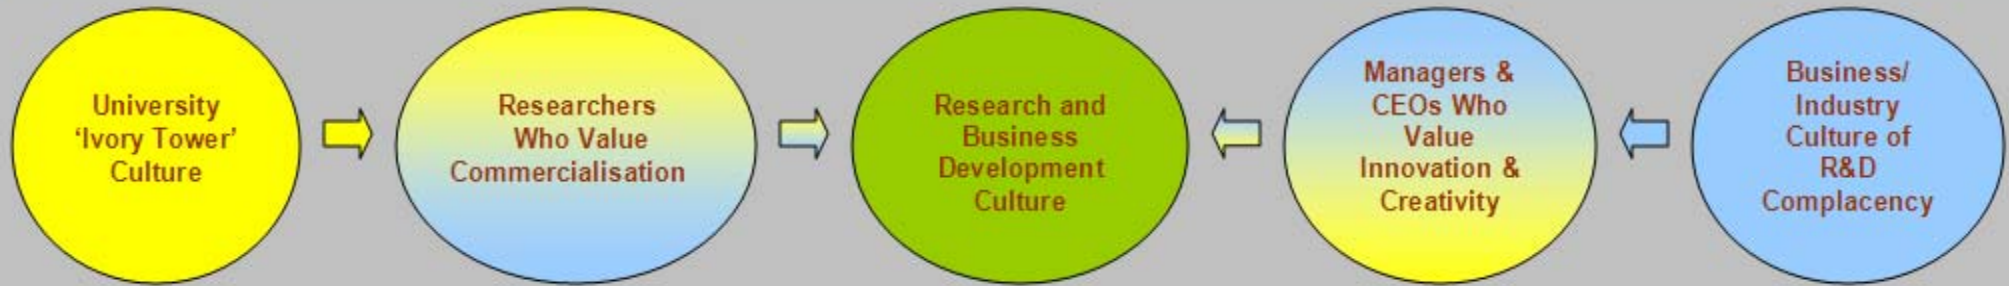 University
‘Ivory Tower’
Culture
Researchers
Who Value
Commercialisation
Research and
Business
Development
Culture
Managers &
CEOs Who
Value
Innovation &
Creativity
Business/
Industry
Culture of
R&D
Complacency